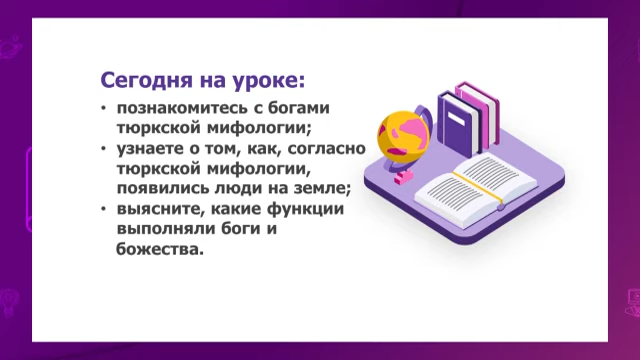 Сегодня на уроке:
• познакомитесь с богами
тюркской мифологии;
• узнаете о том, как, согласно
тюркской мифологии,
появились люди на земле;
• выясните, какие функции
выполняли боги и
божества.